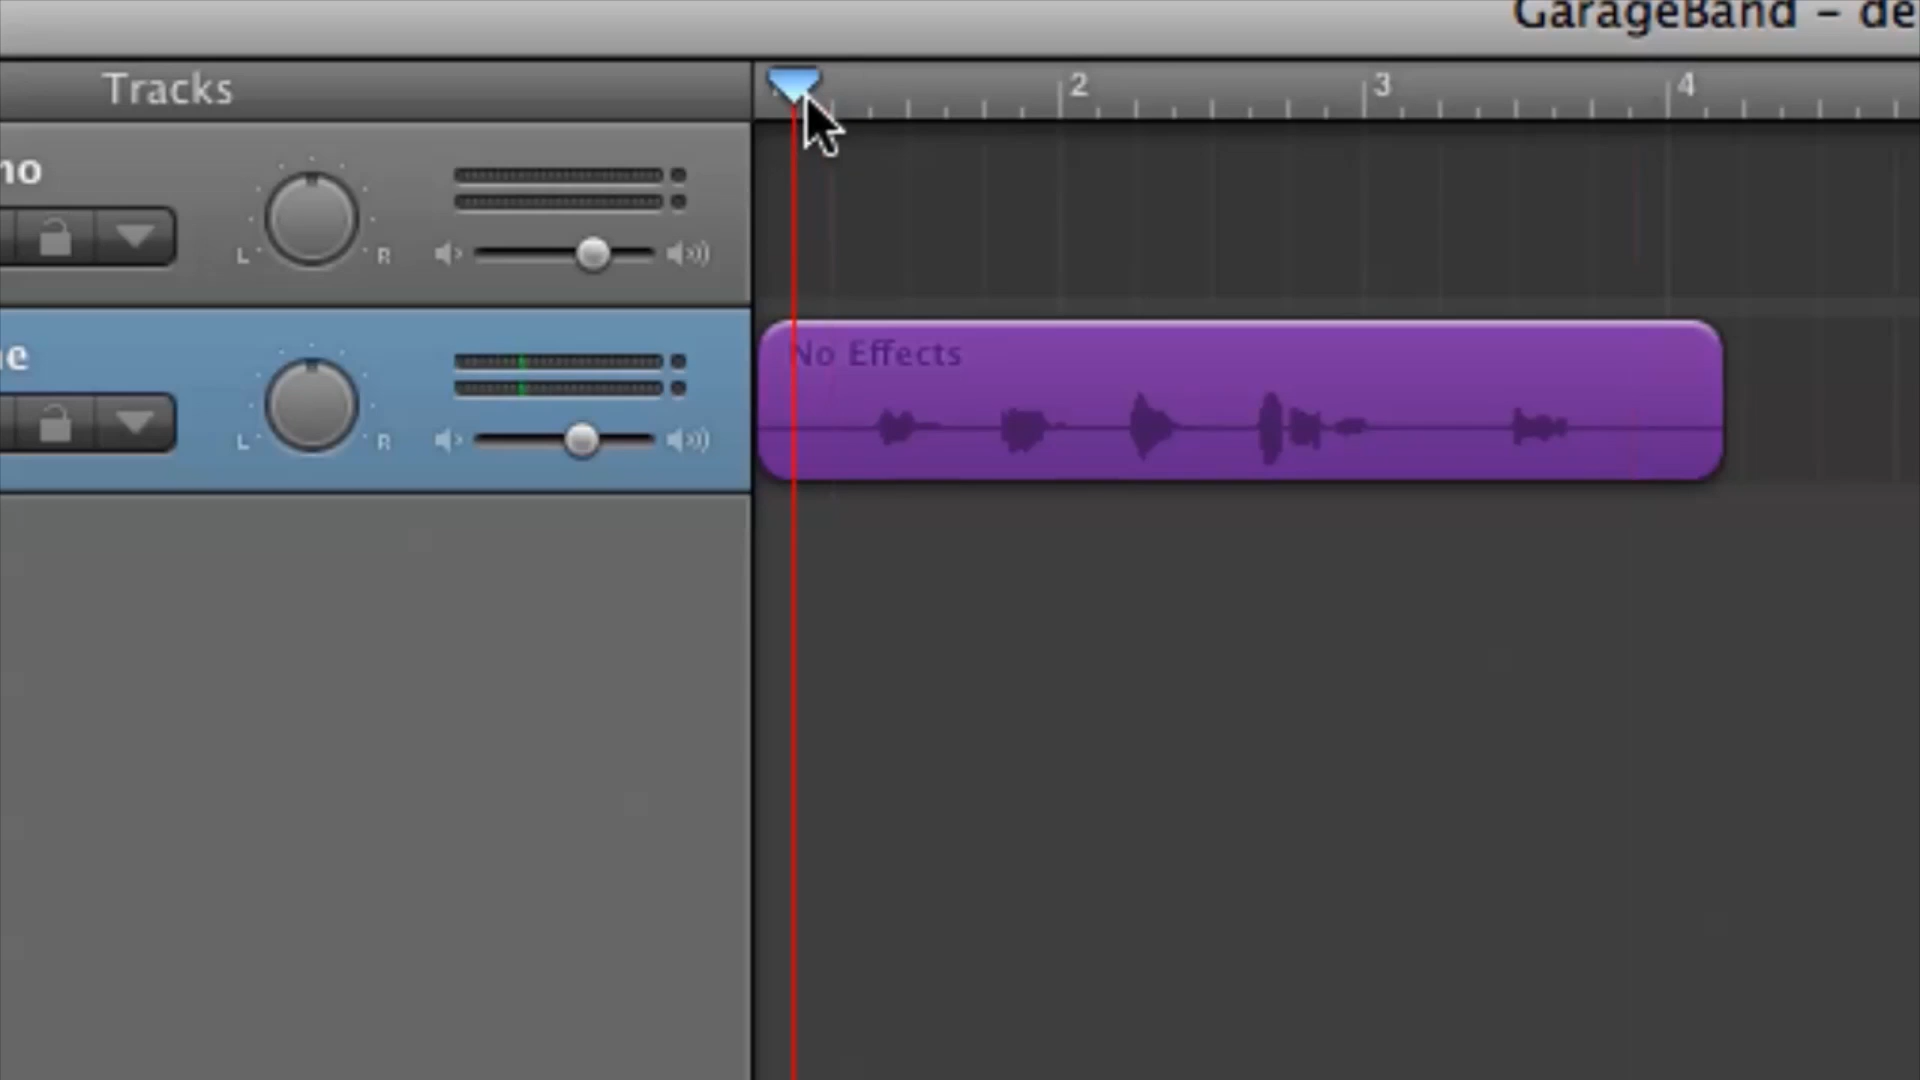 GarageBand – de
Tracks
2
3
4
no
L
R
No Effects
e
L
R